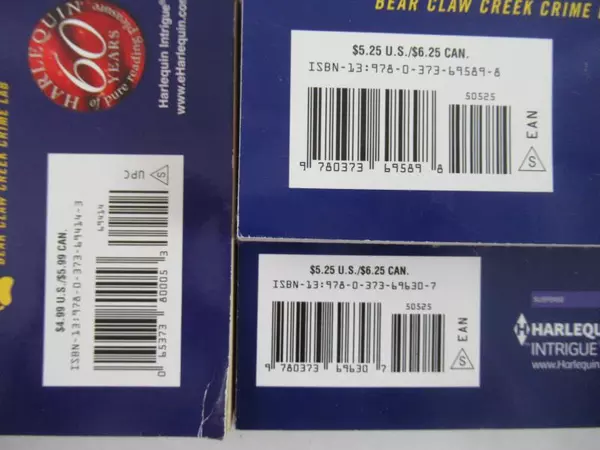 HARLEQUIN®
60
YEARS
of pure reading pleasure
Harlequin Intrigue®
www.eHarlequin.com
BEAR CLAW CREEK CRIME LAB
UPC
S
69414
0 65373 80005 3
ISBN-13:978-0-373-69414-3
$4.99 U.S./$5.99 CAN.
BEAR CLAW CREEK CRIME
$5.25 U.S./$6.25 CAN.
ISBN-13:978-0-373-69589-8
50525
9 780373 69589 8
EAN
S
$5.25 U.S./$6.25 CAN.
ISBN-13:978-0-373-69630-7
50525
9 780373 69630 7
EAN
S
SUSPENSE
HARLEQU
INTRIGUE
www.Harlequin